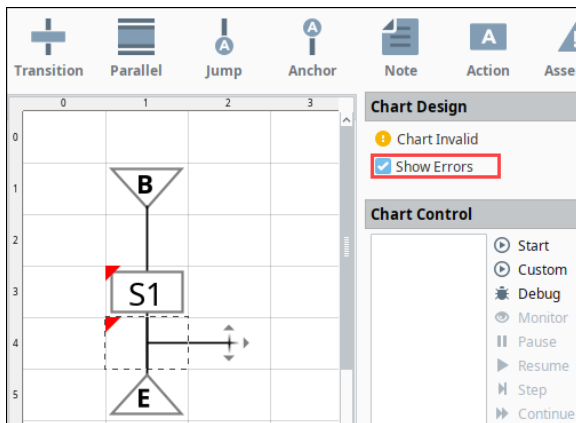 Transition Parallel Jump Anchor Note Action Asse
A A A
0 1 2 3
0
1
2
3
4
5
B
S1
E
Chart Design
Chart Invalid
Show Errors
Chart Control
Start
Custom
Debug
Monitor
Pause
Resume
Step
Continue